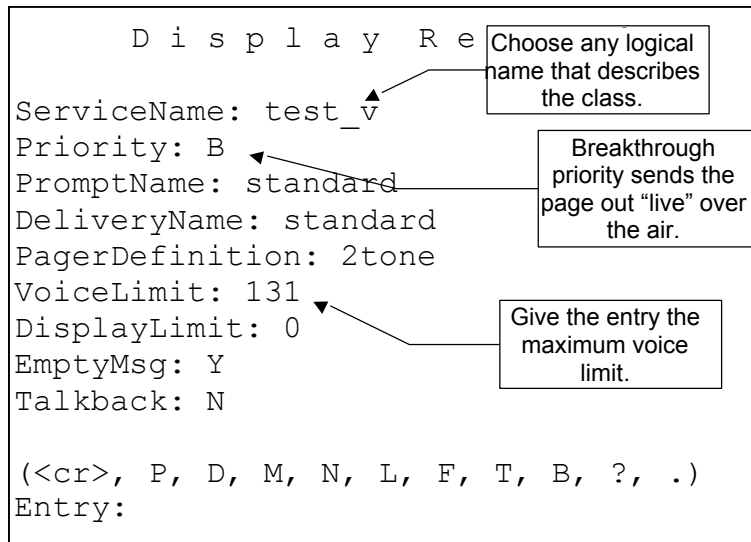 D i s p l a y R e
Choose any logical
name that describes
the class.
ServiceName: test_v
Priority: B
Breakthrough
priority sends the
page out “live” over
the air.
PromptName: standard
DeliveryName: standard
PagerDefinition: 2tone
VoiceLimit: 131
Give the entry the
maximum voice
limit.
DisplayLimit: 0
EmptyMsg: Y
Talkback: N
(<cr>, P, D, M, N, L, F, T, B, ?, .)
Entry: